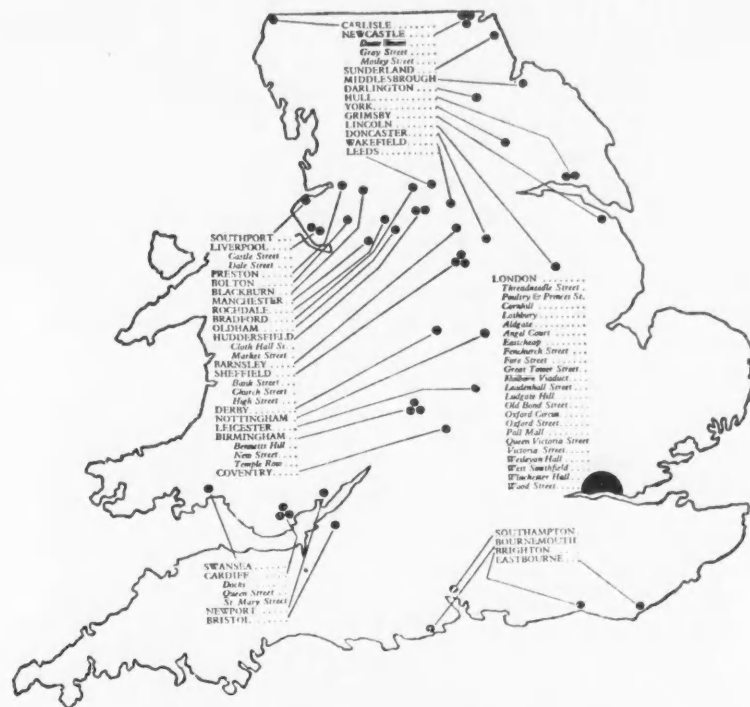 CARLISLE
NEWCASTLE
Gray Street
Mosley Street
SUNDERLAND
MIDDLESBROUGH
DARLINGTON
HULL
YORK
GRIMSBY
LINCOLN
DONCASTER
WAKEFIELD
LEEDS
SOUTHPORT
LIVERPOOL
Castle Street
Dale Street
PRESTON
BOLTON
BLACKBURN
MANCHESTER
ROCHDALE
BRADFORD
OLDHAM
HUDDERSFIELD
Cloth Hall St.
Market Street
BARNSLEY
SHEFFIELD
Bank Street
Church Street
High Street
DERBY
NOTTINGHAM
LEICESTER
BIRMINGHAM
Bennetts Hill
New Street
Temple Row
COVENTRY
LONDON
Threadneedle Street
Poultry & Princes St.
Cornhill
Lothbury
Aldgate
Angel Court
Eastcheap
Fenchurch Street
Fore Street
Great Tower Street
Holborn Viaduct
Leadenhall Street
Ludgate Hill
Old Bond Street
Oxford Circus
Oxford Street
Pall Mall
Queen Victoria Street
Victoria Street
Wesleyan Hall
West Smithfield
Winchester Hall
Wood Street
SWANSEA
CARDIFF
Docks
Queen Street
St. Mary Street
NEWPORT
BRISTOL
SOUTHAMPTON
BOURNEMOUTH
BRIGHTON
EASTBOURNE